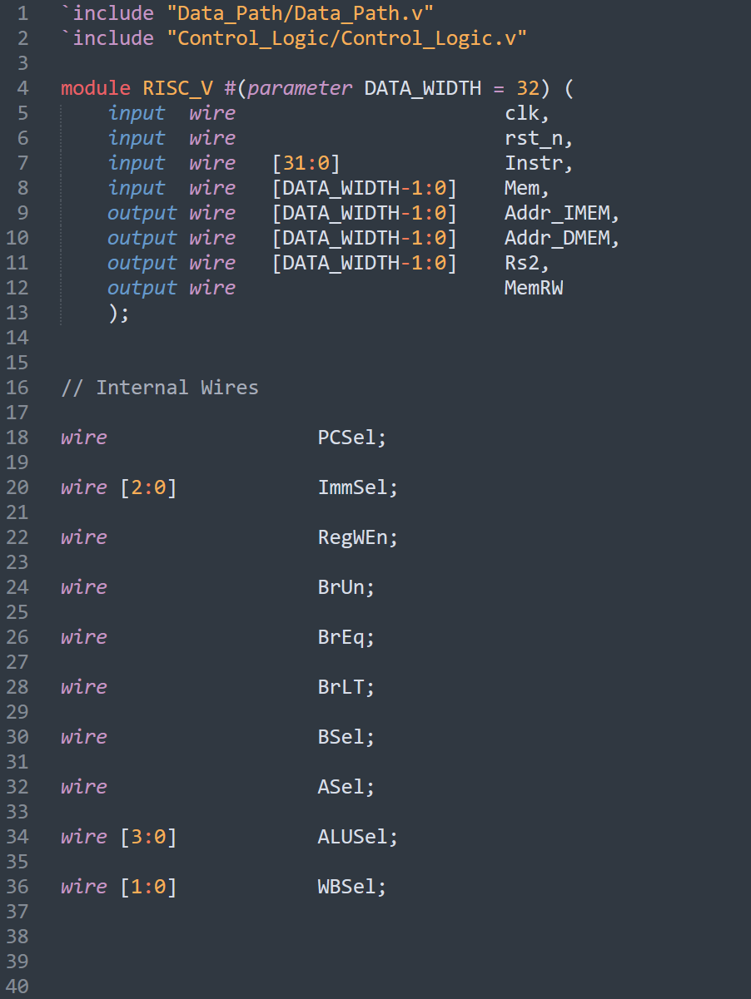 1 `include "Data_Path/Data_Path.v"
2 `include "Control_Logic/Control_Logic.v"
3
4 module RISC_V #(parameter DATA_WIDTH = 32) (
5     input  wire                       clk,
6     input  wire                       rst_n,
7     input  wire   [31:0]              Instr,
8     input  wire   [DATA_WIDTH-1:0]    Mem,
9     output wire   [DATA_WIDTH-1:0]    Addr_IMEM,
10     output wire   [DATA_WIDTH-1:0]    Addr_DMEM,
11     output wire   [DATA_WIDTH-1:0]    Rs2,
12     output wire                       MemRW
13     );
14
15
16 // Internal Wires
17
18 wire                  PCSel;
19
20 wire [2:0]            ImmSel;
21
22 wire                  RegWEn;
23
24 wire                  BrUn;
25
26 wire                  BrEq;
27
28 wire                  BrLT;
29
30 wire                  BSel;
31
32 wire                  ASel;
33
34 wire [3:0]            ALUSel;
35
36 wire [1:0]            WBSel;
37
38
39
40